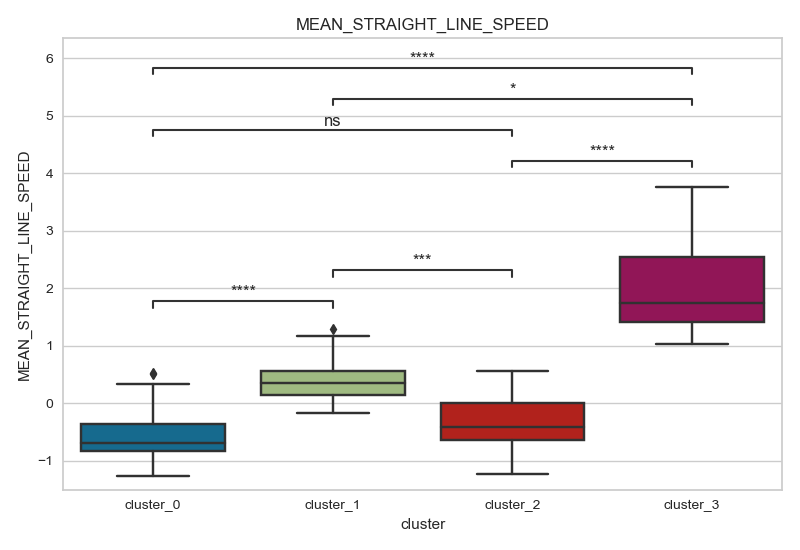 MEAN_STRAIGHT_LINE_SPEED
6
5
4
3
2
1
0
−1
MEAN_STRAIGHT_LINE_SPEED
****
*
ns
****
***
****
cluster_0 cluster_1 cluster_2 cluster_3
cluster